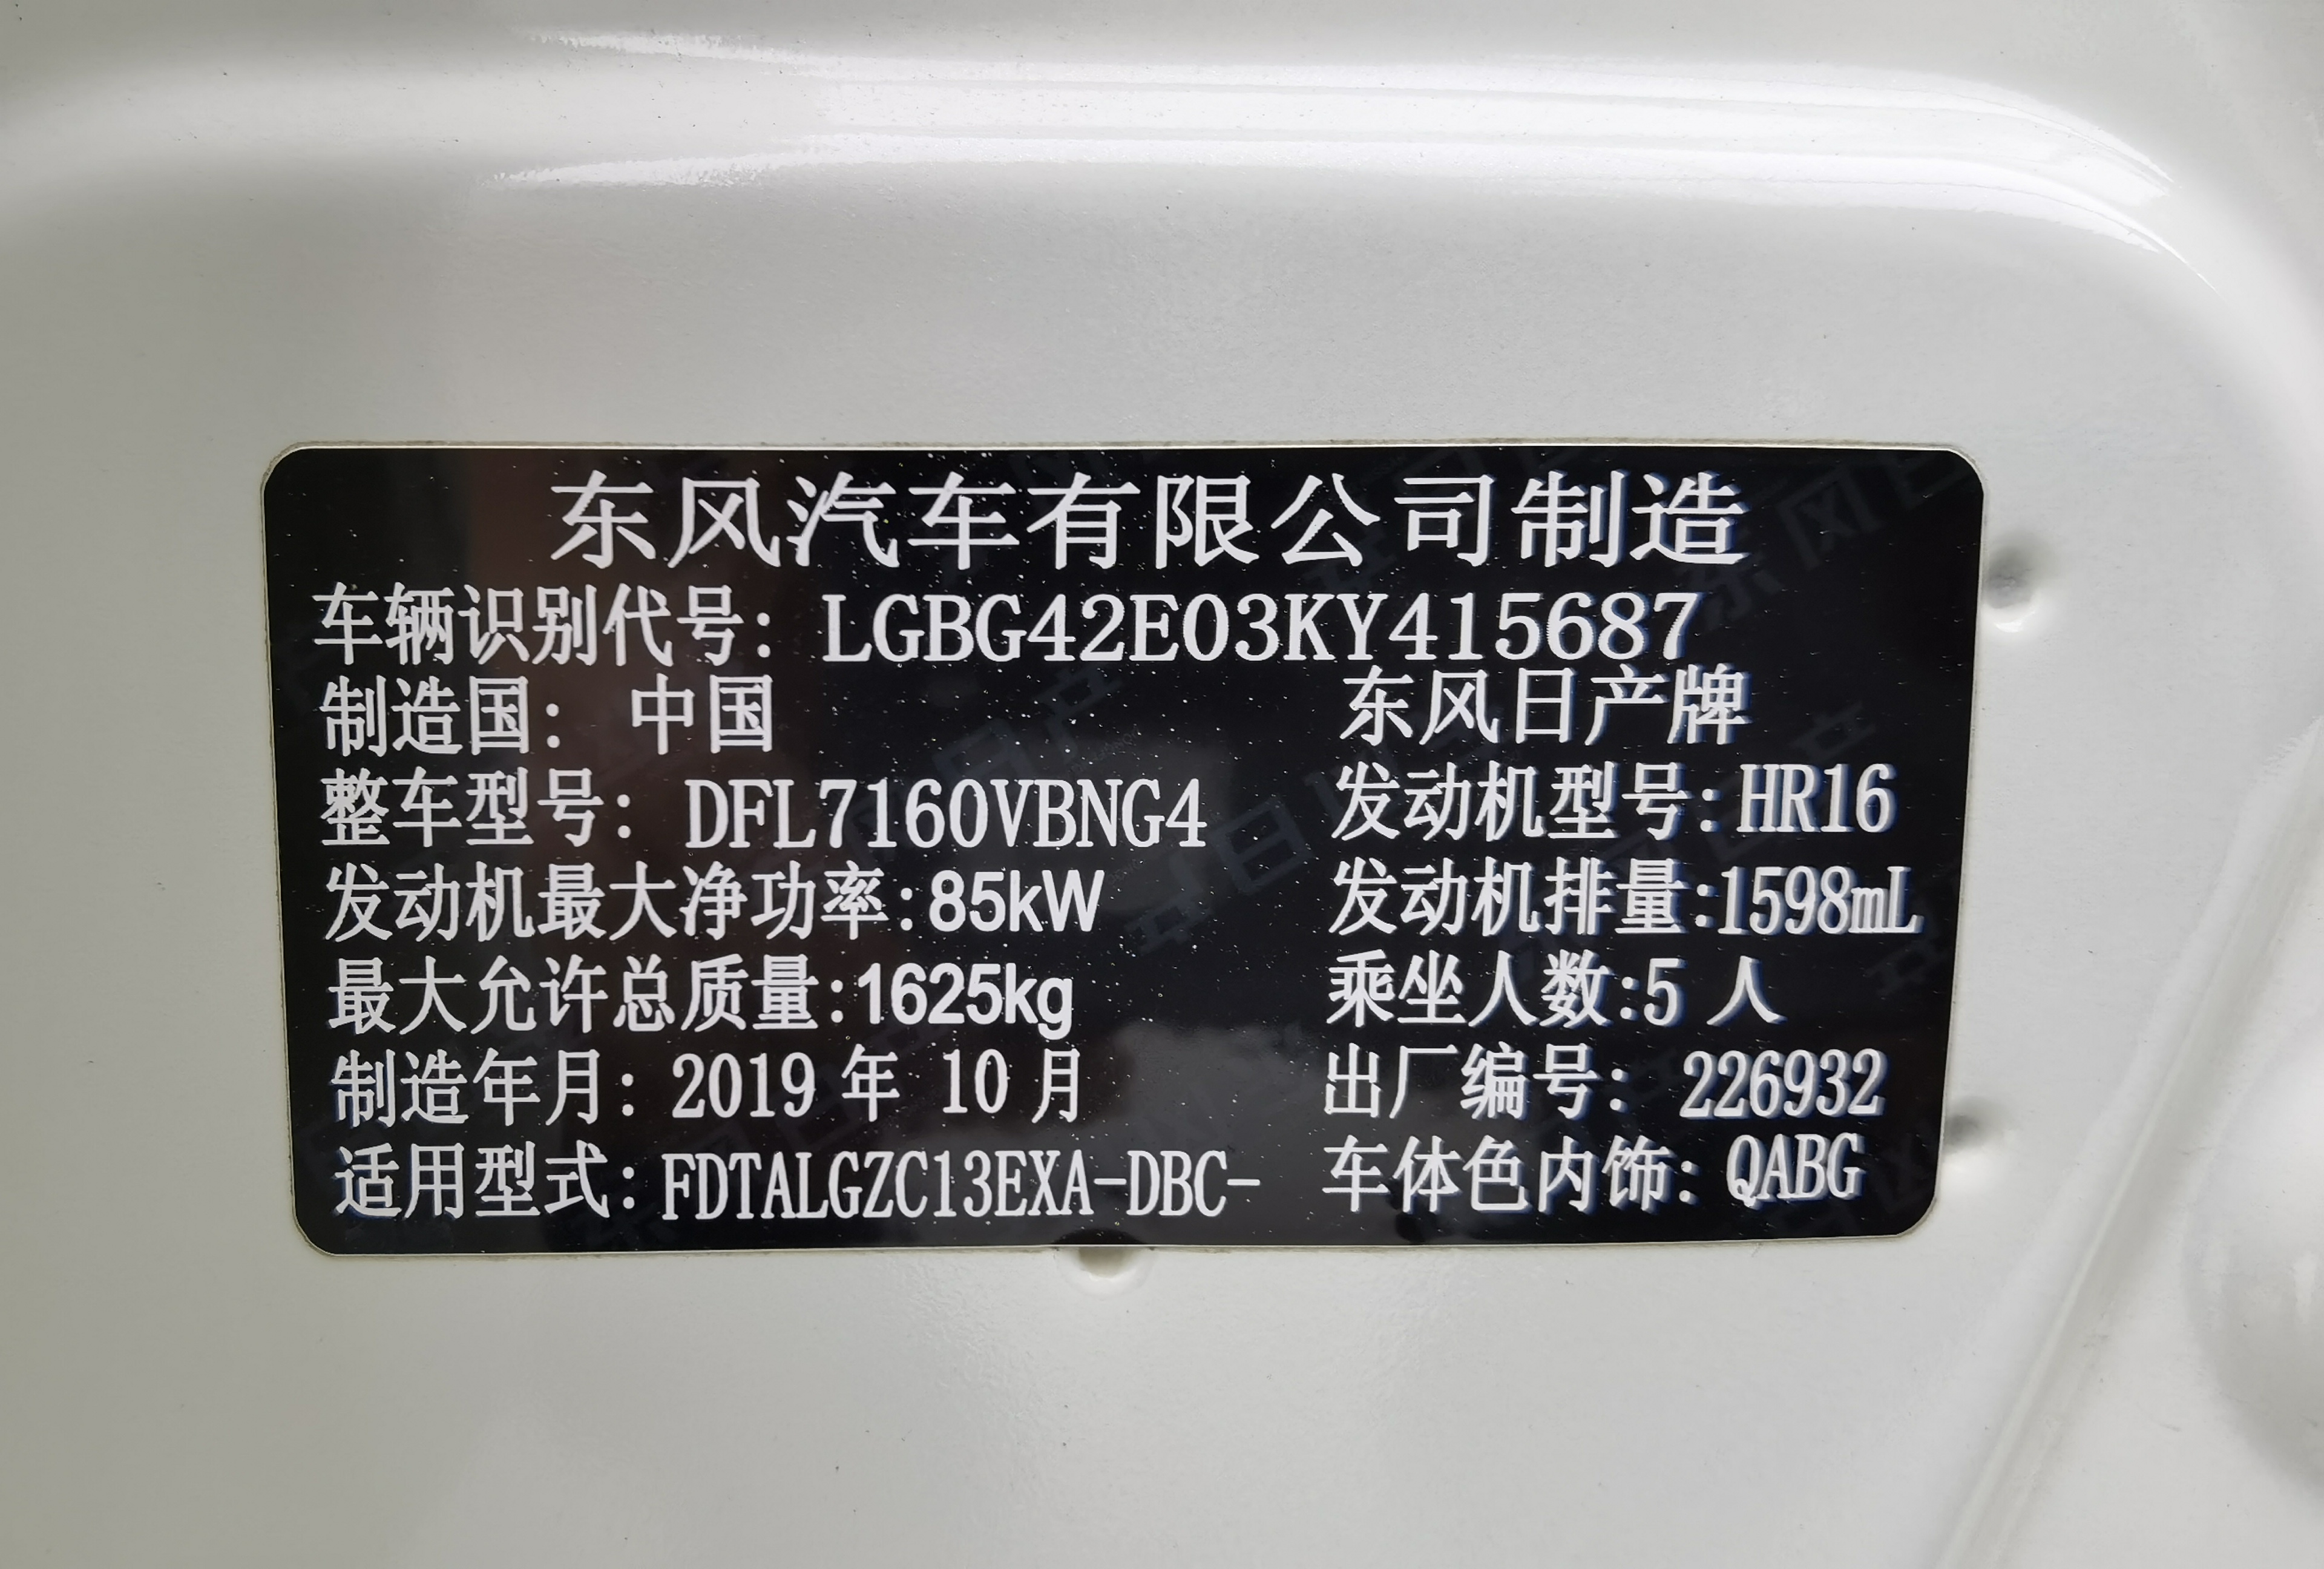 东风汽车有限公司制造
车辆识别代号: LGBG42E03KY415687
制造国: 中国 东风日产牌
整车型号: DFL7160VBNG4 发动机型号: HR16
发动机最大净功率:85kW 发动机排量:1598mL
最大允许总质量:1625kg 乘坐人数:5 人
制造年月: 2019 年 10 月 出厂编号: 226932
适用型式: FDTALGZC13EXA-DBC- 车体色内饰: QABG